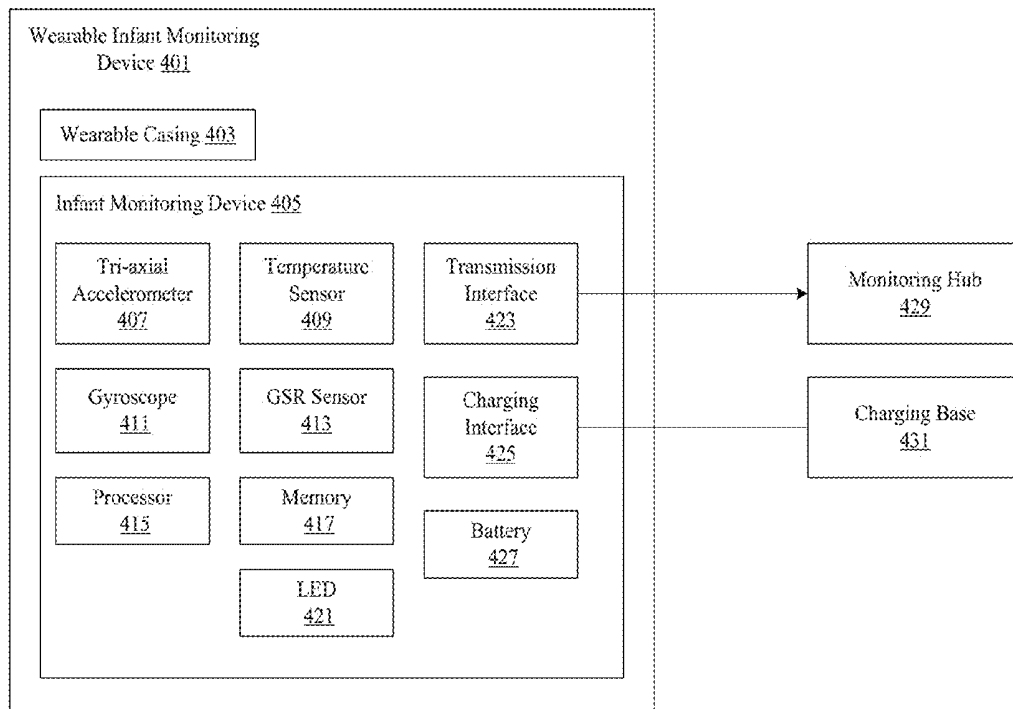 Wearable Infant Monitoring
Device 401
Wearable Casing 403
Infant Monitoring Device 405
Tri-axial
Accelerometer
407
Temperature
Sensor
409
Transmission
Interface
423
Monitoring Hub
429
Gyroscope
411
GSR Sensor
413
Charging
Interface
425
Charging Base
431
Processor
415
Memory
417
Battery
427
LED
421